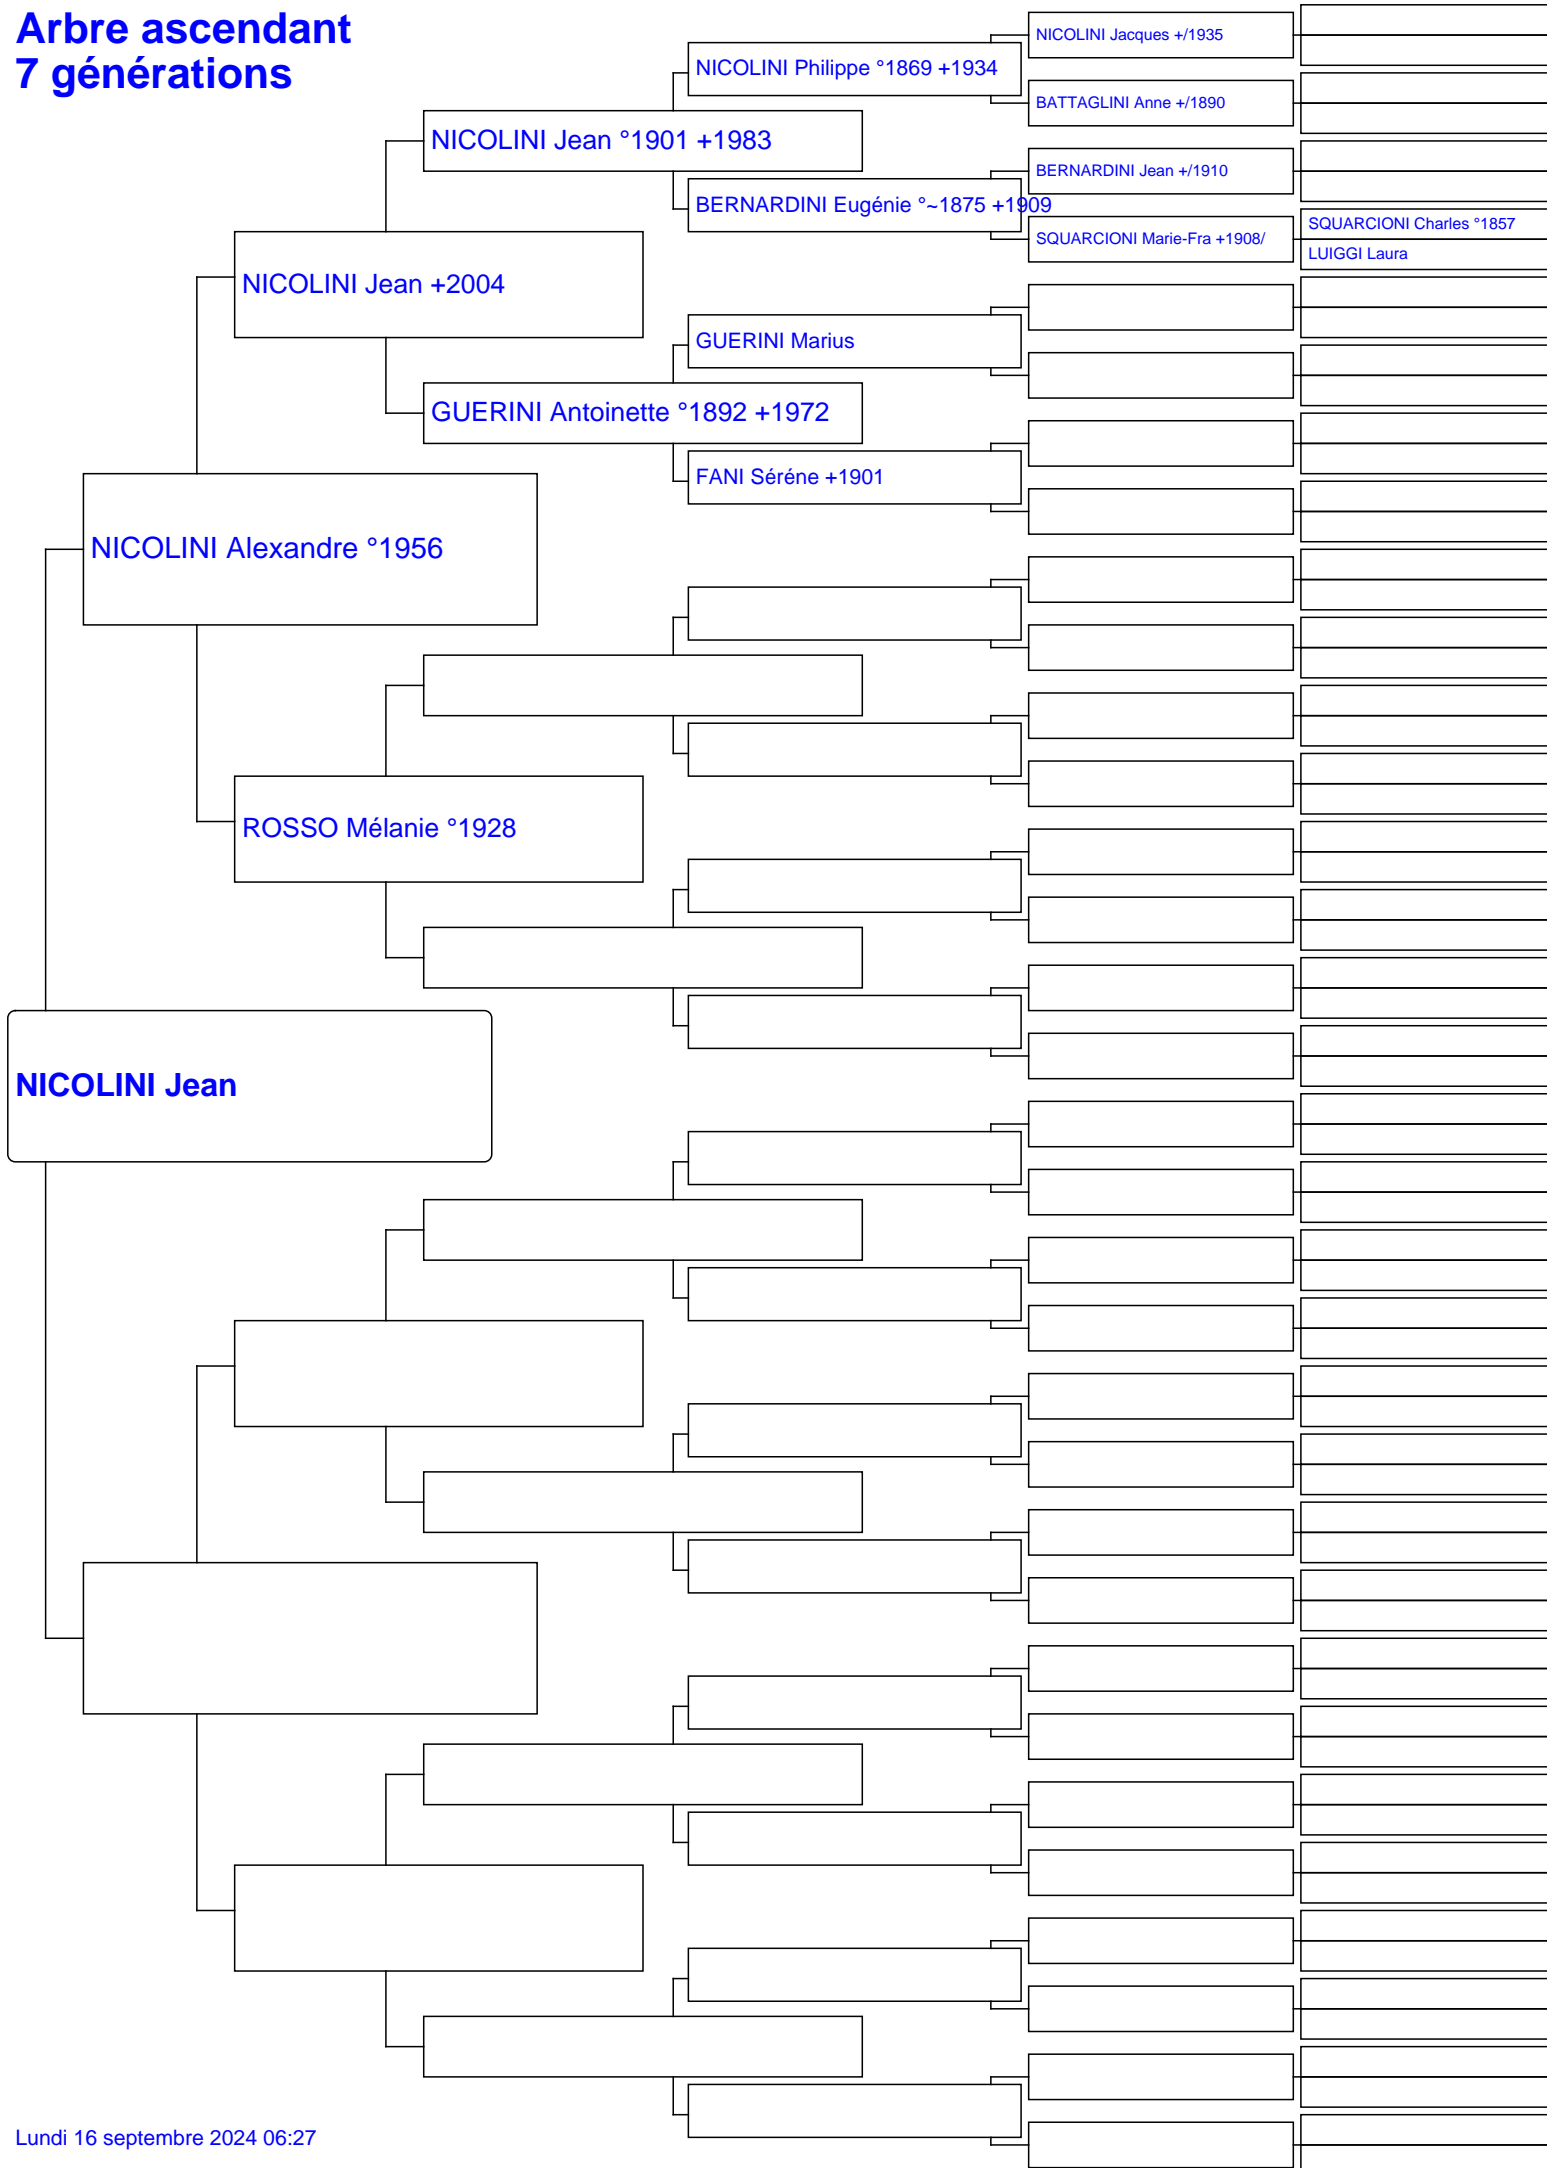 Arbre ascendant
7 générations
NICOLINI Jacques +/1935
NICOLINI Philippe °1869 +1934
BATTAGLINI Anne +/1890
NICOLINI Jean °1901 +1983
BERNARDINI Jean +/1910
BERNARDINI Eugénie °~1875 +1909
SQUARCIONI Charles °1857
SQUARCIONI Marie-Fra +1908/
LUIGGI Laura
NICOLINI Jean +2004
GUERINI Marius
GUERINI Antoinette °1892 +1972
FANI Séréne +1901
NICOLINI Alexandre °1956
ROSSO Mélanie °1928
NICOLINI Jean
Lundi 16 septembre 2024 06:27